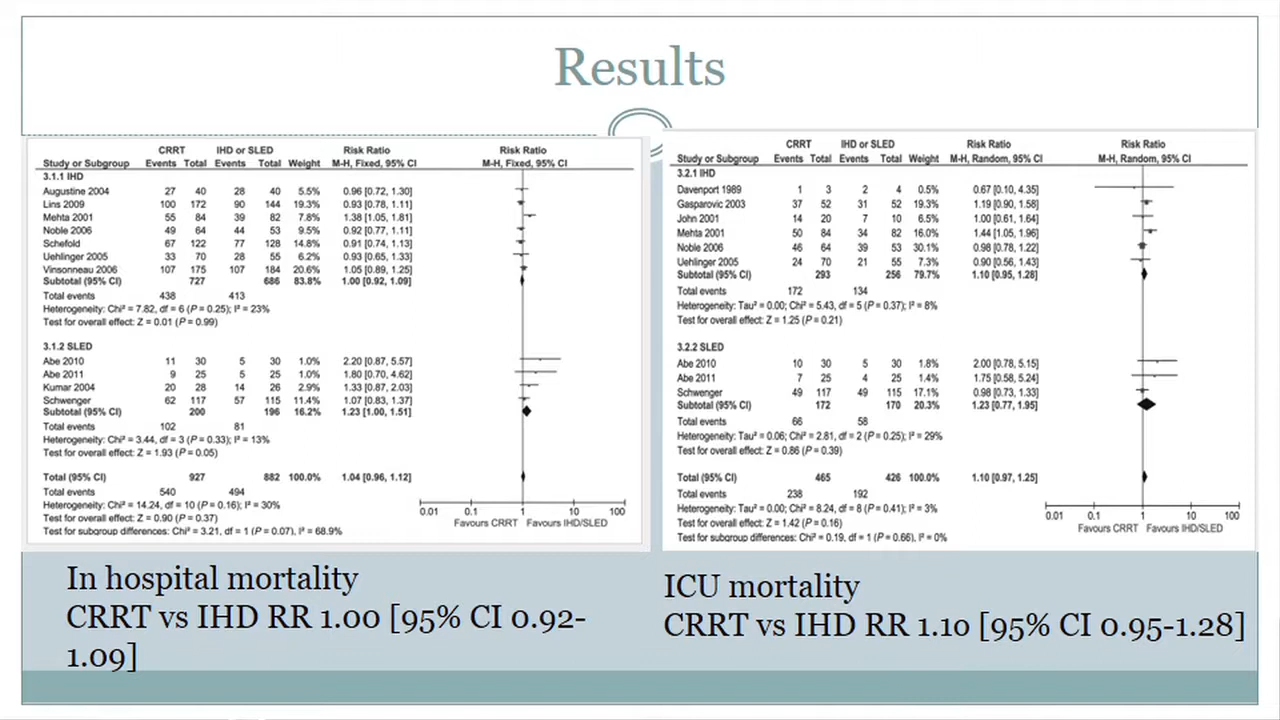 Results
CRRT IHD or SLED Risk Ratio Risk Ratio
Study or Subgroup Events Total Events Total Weight M-H, Fixed, 95% CI M-H, Fixed, 95% CI
3.1.1 IHD
Augustine 2004 27 40 28 40 5.5% 0.96 [0.72, 1.30]
Lins 2009 100 172 90 144 19.3% 0.93 [0.78, 1.11]
Mehta 2001 55 84 39 82 7.8% 1.38 [1.05, 1.81]
Noble 2006 49 64 44 53 9.5% 0.92 [0.77, 1.11]
Schefold 67 122 77 128 14.8% 0.91 [0.74, 1.13]
Uehlinger 2005 33 70 28 55 6.2% 0.93 [0.65, 1.33]
Vinsonneau 2006 107 175 107 184 20.6% 1.05 [0.89, 1.25]
Subtotal (95% CI) 727 686 83.8% 1.00 [0.92, 1.09]
Total events 438 413
Heterogeneity: Chi² = 7.82, df = 6 (P = 0.25); I² = 23%
Test for overall effect: Z = 0.01 (P = 0.99)
3.1.2 SLED
Abe 2010 11 30 5 30 1.0% 2.20 [0.87, 5.57]
Abe 2011 9 25 5 25 1.0% 1.80 [0.70, 4.62]
Kumar 2004 20 28 14 26 2.9% 1.33 [0.87, 2.03]
Schwenger 62 117 57 115 11.4% 1.07 [0.83, 1.37]
Subtotal (95% CI) 200 196 16.2% 1.23 [1.00, 1.51]
Total events 102 81
Heterogeneity: Chi² = 3.44, df = 3 (P = 0.33); I² = 13%
Test for overall effect: Z = 1.93 (P = 0.05)
Total (95% CI) 927 882 100.0% 1.04 [0.96, 1.12]
Total events 540 494
Heterogeneity: Chi² = 14.24, df = 10 (P = 0.16); I² = 30%
Test for overall effect: Z = 0.90 (P = 0.37)
Test for subgroup differences: Chi² = 3.21, df = 1 (P = 0.07), I² = 68.9%
0.01 0.1 1 10 100
Favours CRRT Favours IHD/SLED
CRRT IHD or SLED Risk Ratio Risk Ratio
Study or Subgroup Events Total Events Total Weight M-H, Random, 95% CI M-H, Random, 95% CI
3.2.1 IHD
Davenport 1989 1 3 2 4 0.5% 0.67 [0.10, 4.35]
Gasparovic 2003 37 52 31 52 19.3% 1.19 [0.90, 1.58]
John 2001 14 20 7 10 5.7% 1.00 [0.61, 1.64]
Mehta 2001 50 84 34 82 15.2% 1.44 [1.05, 1.96]
Noble 2006 46 64 39 53 30.1% 0.98 [0.78, 1.22]
Uehlinger 2005 24 70 21 55 8.9% 0.90 [0.56, 1.43]
Subtotal (95% CI) 293 256 79.7% 1.10 [0.95, 1.28]
Total events 172 134
Heterogeneity: Tau² = 0.00; Chi² = 5.43, df = 5 (P = 0.37); I² = 8%
Test for overall effect: Z = 1.25 (P = 0.21)
3.2.2 SLED
Abe 2010 10 30 5 30 1.8% 2.00 [0.78, 5.15]
Abe 2011 7 25 4 25 1.4% 1.75 [0.58, 5.24]
Schwenger 49 117 49 115 17.1% 0.98 [0.73, 1.33]
Subtotal (95% CI) 172 170 20.3% 1.23 [0.77, 1.95]
Total events 66 58
Heterogeneity: Tau² = 0.06; Chi² = 2.81, df = 2 (P = 0.25); I² = 29%
Test for overall effect: Z = 0.86 (P = 0.39)
Total (95% CI) 465 426 100.0% 1.10 [0.97, 1.25]
Total events 238 192
Heterogeneity: Tau² = 0.00; Chi² = 8.24, df = 8 (P = 0.41); I² = 3%
Test for overall effect: Z = 1.42 (P = 0.16)
Test for subgroup differences: Chi² = 0.19, df = 1 (P = 0.66), I² = 0%
0.01 0.1 1 10 100
Favours CRRT Favours IHD/SLED
In hospital mortality
CRRT vs IHD RR 1.00 [95% CI 0.92-
1.09]
ICU mortality
CRRT vs IHD RR 1.10 [95% CI 0.95-1.28]